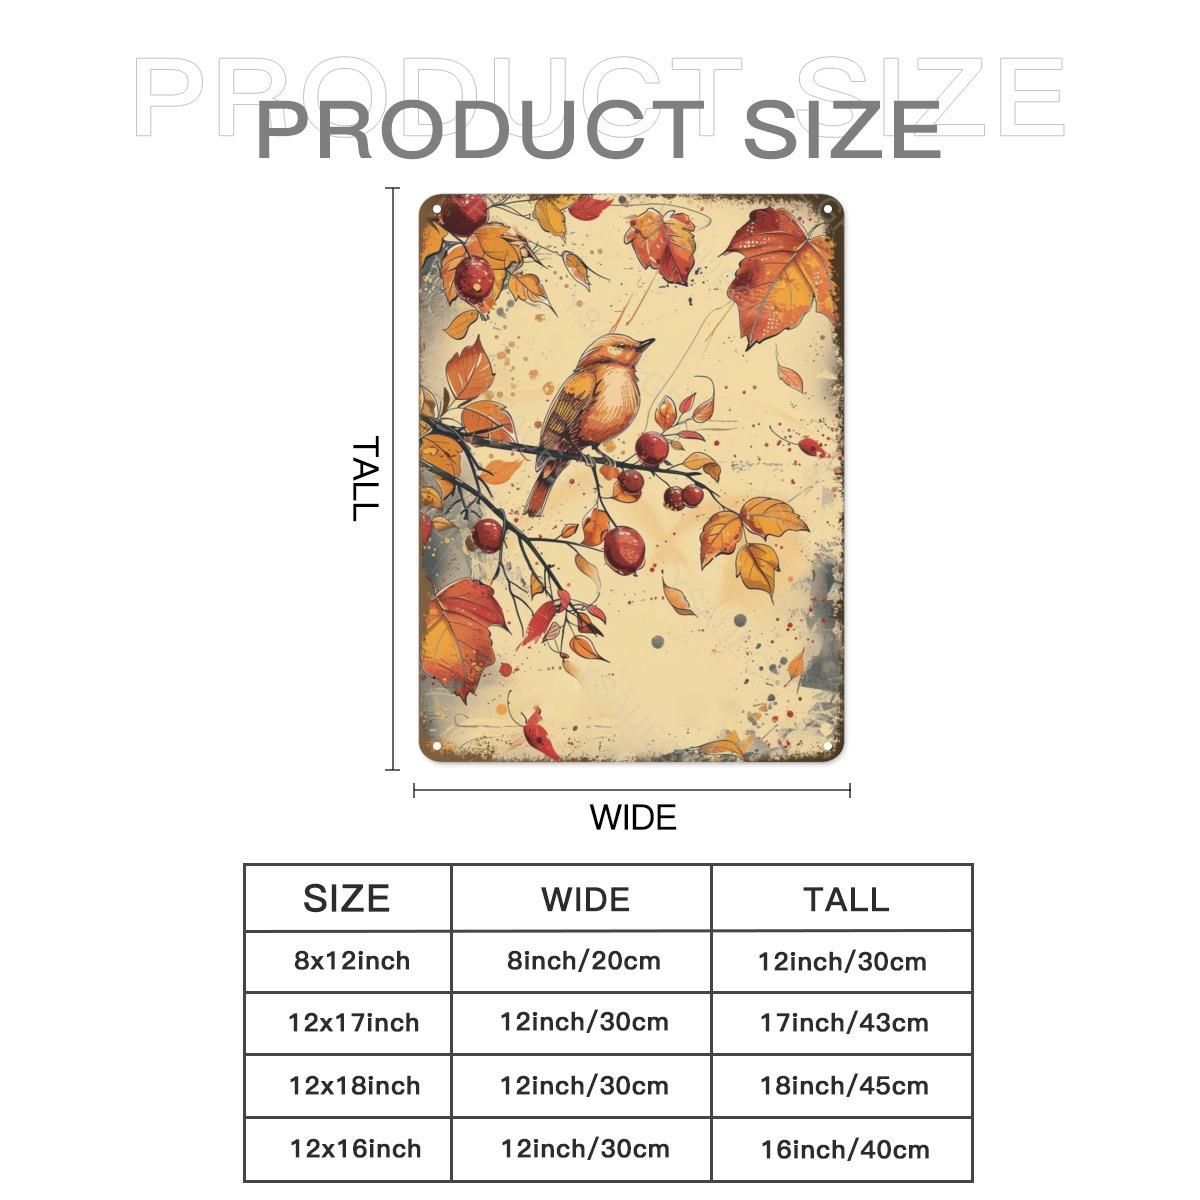 PRODUCT SIZE
PRODUCT SIZE
TALL
WIDE
SIZE WIDE TALL
8x12inch 8inch/20cm 12inch/30cm
12x17inch 12inch/30cm 17inch/43cm
12x18inch 12inch/30cm 18inch/45cm
12x16inch 12inch/30cm 16inch/40cm